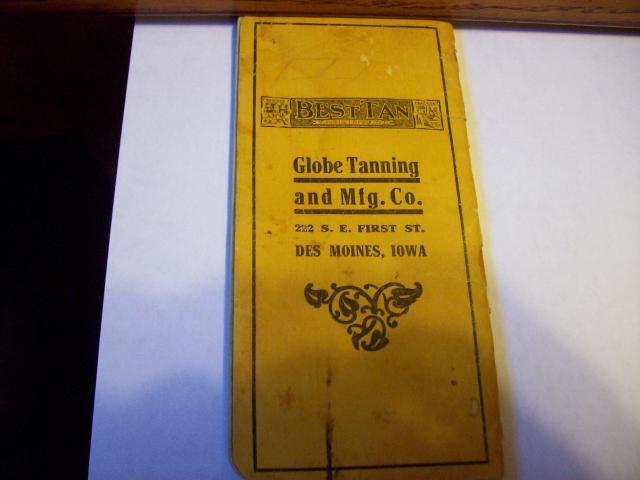 BEST TAN
Globe Tanning
and Mfg. Co.
222 S. E. FIRST ST.
DES MOINES, IOWA